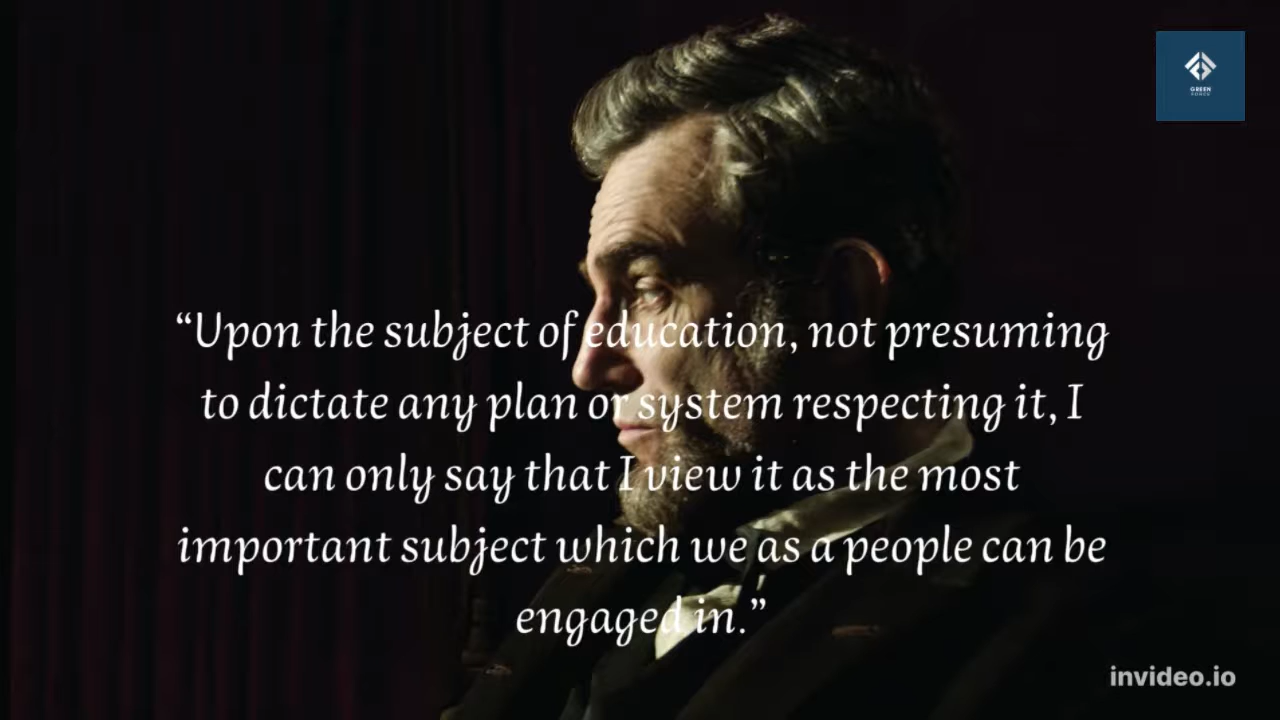 GREEN
“Upon the subject of education, not presuming
to dictate any plan or system respecting it, I
can only say that I view it as the most
important subject which we as a people can be
engaged in.”
invideo.io